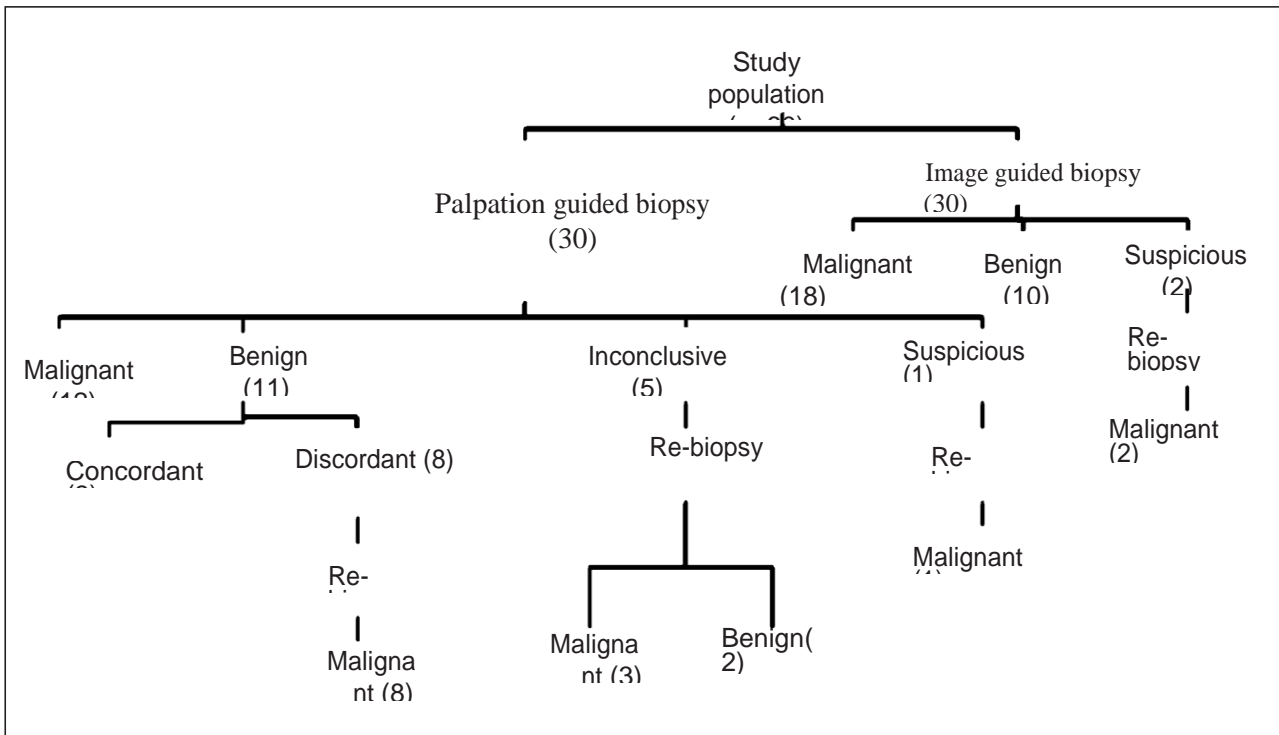 Study
population
Image guided biopsy
(30)
Palpation guided biopsy
(30)
Malignant
(18)
Benign
(10)
Suspicious
(2)
Re-
biopsy
Malignant
(2)
Malignant
Benign
(11)
Inconclusive
(5)
Suspicious
(1)
Concordant
Discordant (8)
Re-biopsy
Re-
Re-
Malignant
Maligna
nt (8)
Maligna
nt (3)
Benign(
2)